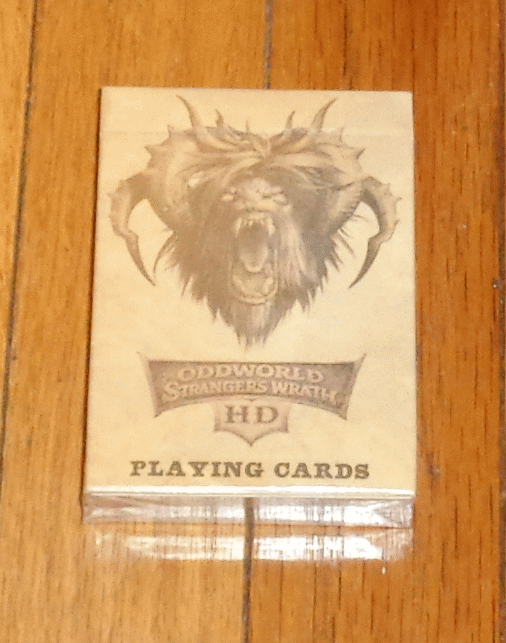 ODDWORLD
STRANGER'S WRATH
HD
PLAYING CARDS